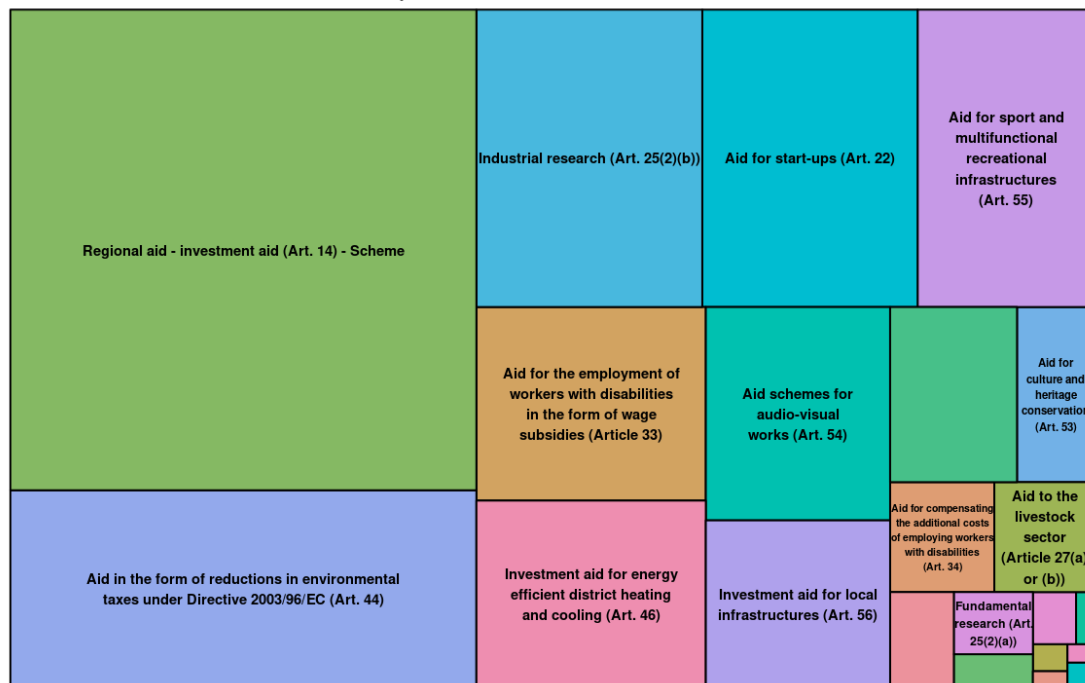 Regional aid - investment aid (Art. 14) - Scheme
Aid in the form of reductions in environmental
taxes under Directive 2003/96/EC (Art. 44)
Industrial research (Art. 25(2)(b))
Aid for start-ups (Art. 22)
Aid for sport and
multifunctional
recreational
infrastructures
(Art. 55)
Aid for the employment of
workers with disabilities
in the form of wage
subsidies (Article 33)
Investment aid for energy
efficient district heating
and cooling (Art. 46)
Aid schemes for
audio-visual
works (Art. 54)
Investment aid for local
infrastructures (Art. 56)
Aid for
culture and
heritage
conservation
(Art. 53)
Aid for compensating
the additional costs
of employing workers
with disabilities
(Art. 34)
Aid to the
livestock
sector
(Article 27(a)
or (b))
Fundamental
research (Art.
25(2)(a))